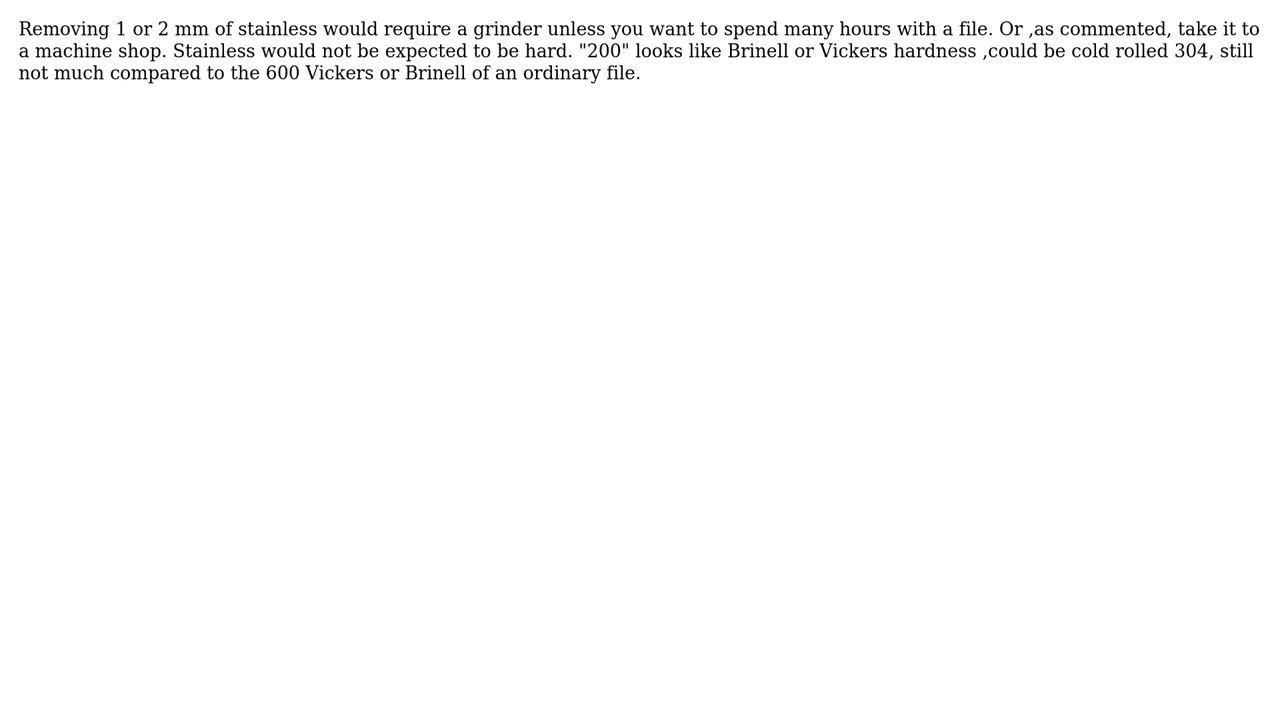 Removing 1 or 2 mm of stainless would require a grinder unless you want to spend many hours with a file. Or ,as commented, take it to
a machine shop. Stainless would not be expected to be hard. "200" looks like Brinell or Vickers hardness ,could be cold rolled 304, still
not much compared to the 600 Vickers or Brinell of an ordinary file.